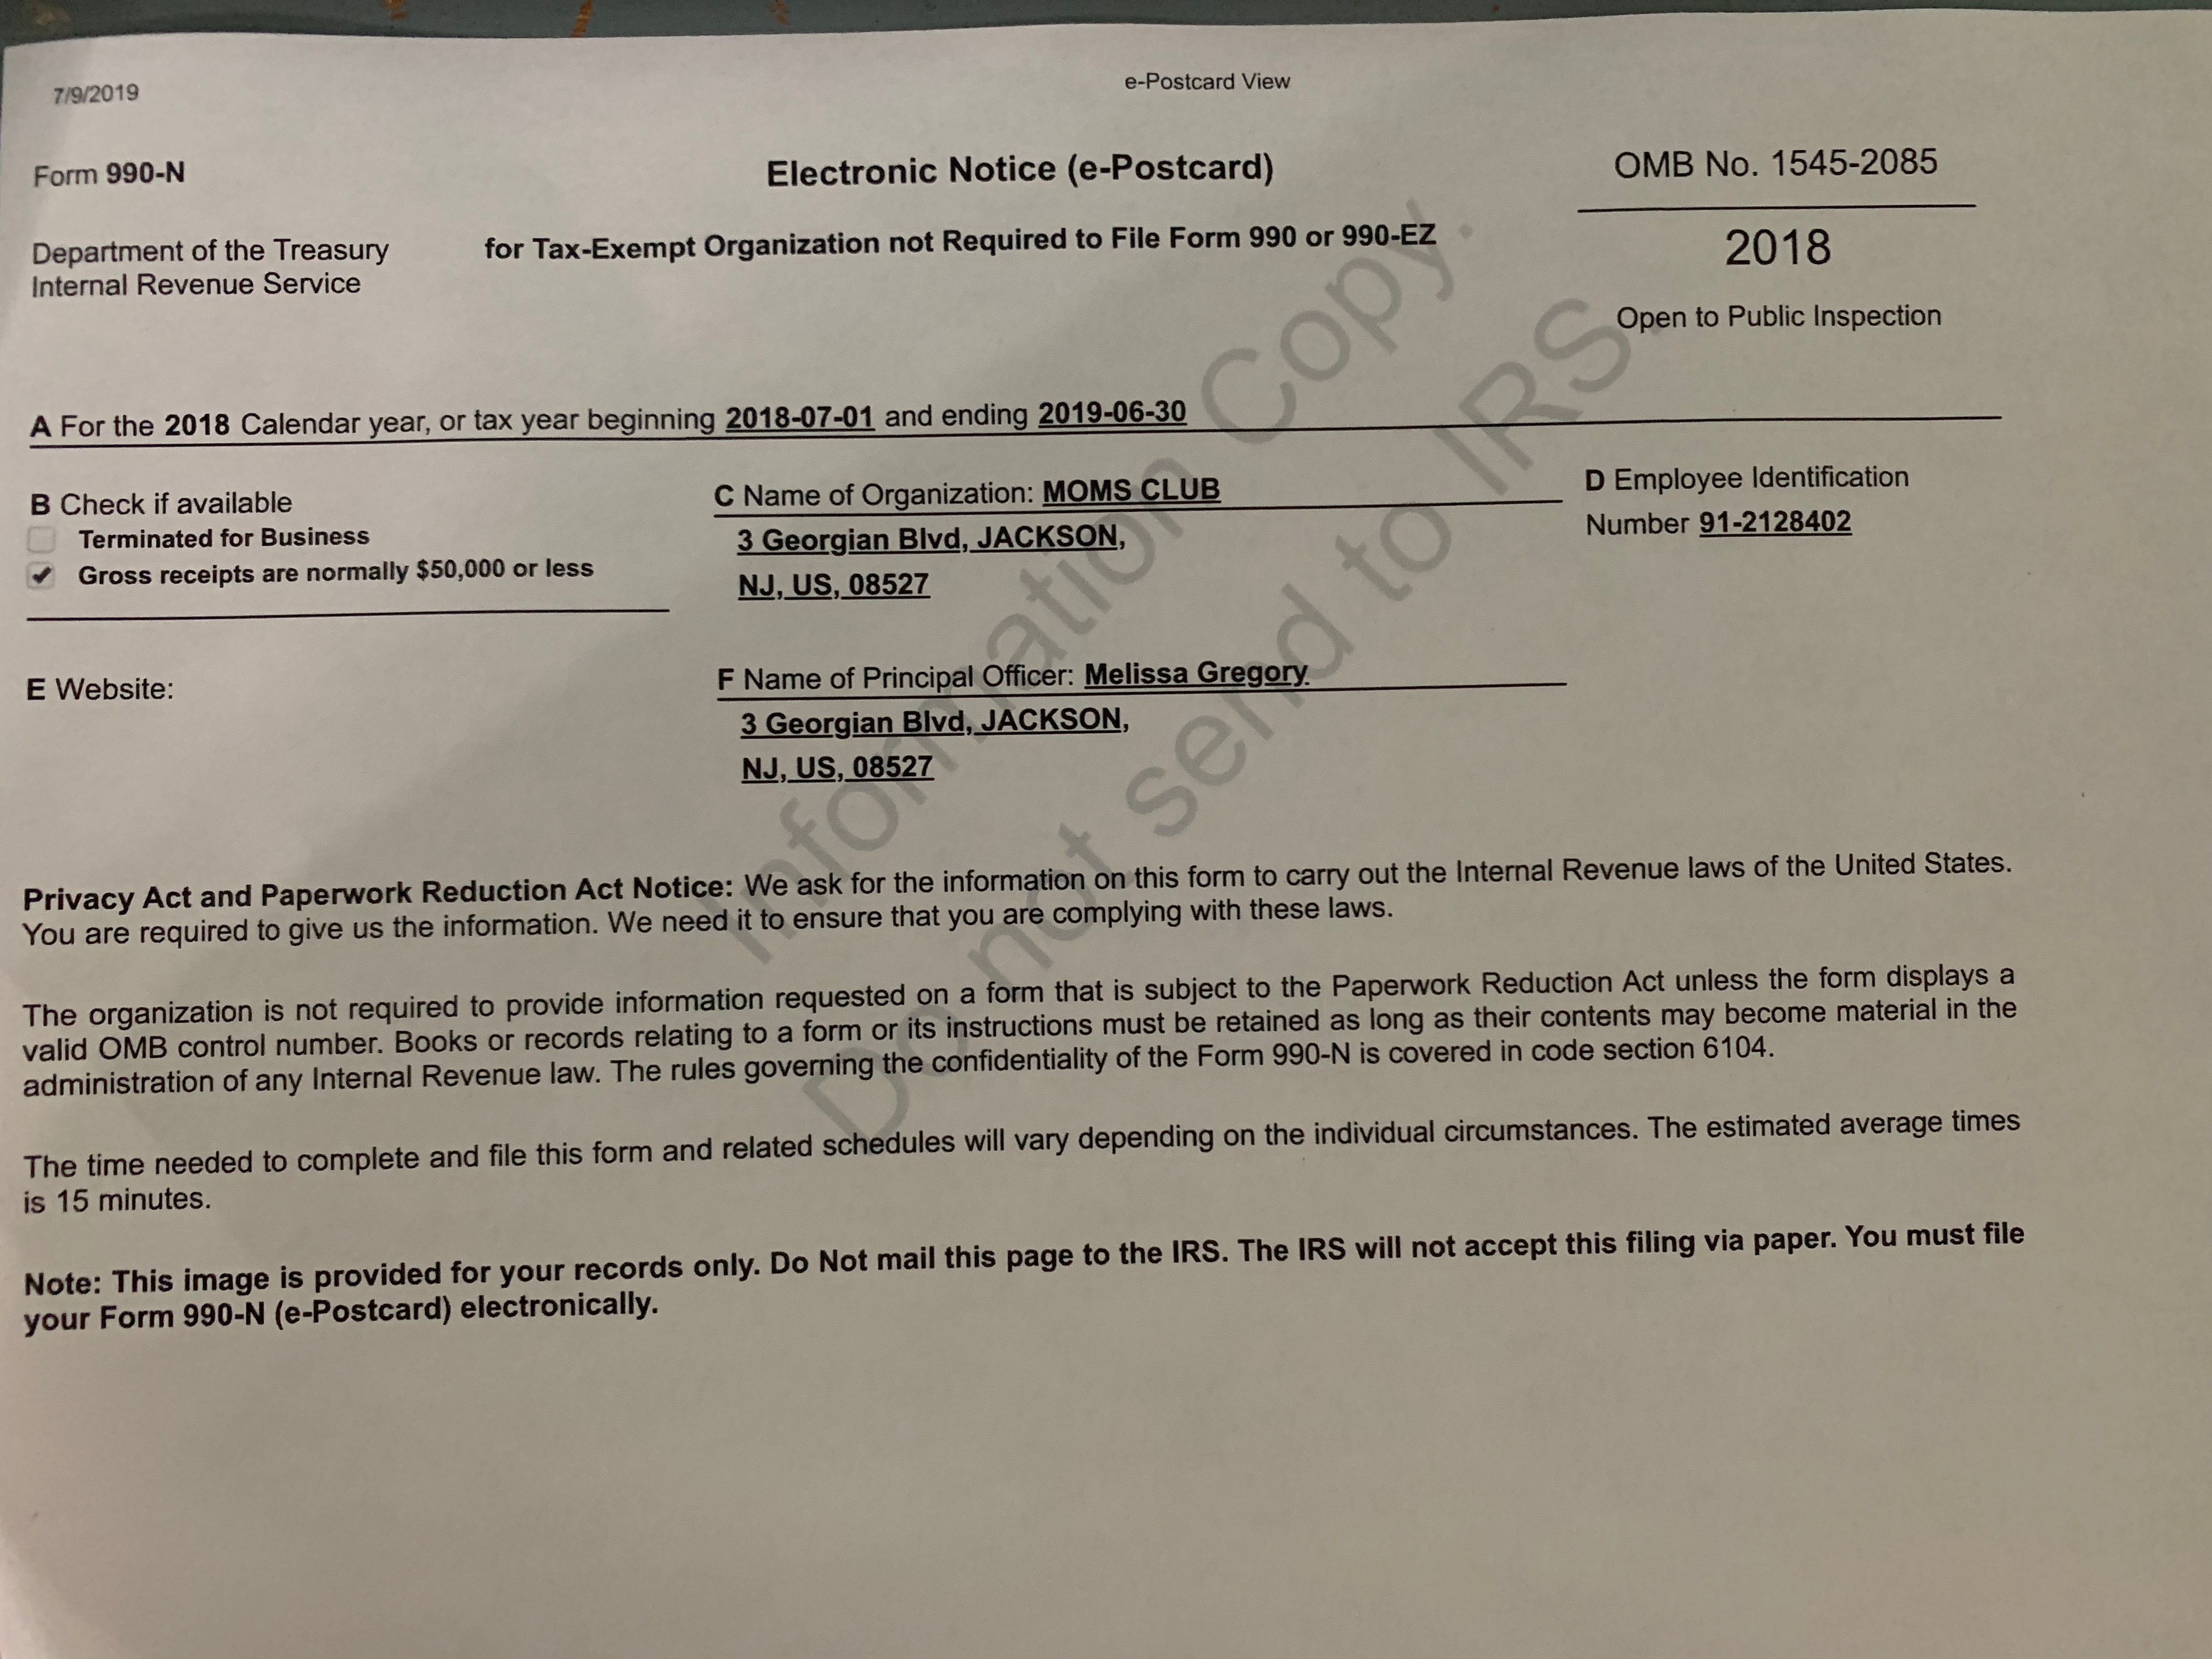 7/9/2019
e-Postcard View
Form 990-N
Electronic Notice (e-Postcard)
OMB No. 1545-2085
Department of the Treasury
Internal Revenue Service
for Tax-Exempt Organization not Required to File Form 990 or 990-EZ
2018
Open to Public Inspection
A For the 2018 Calendar year, or tax year beginning 2018-07-01 and ending 2019-06-30
B Check if available
Terminated for Business
✔ Gross receipts are normally $50,000 or less
C Name of Organization: MOMS CLUB
3 Georgian Blvd, JACKSON,
NJ, US, 08527
D Employee Identification
Number 91-2128402
E Website:
F Name of Principal Officer: Melissa Gregory.
3 Georgian Blvd, JACKSON,
NJ, US, 08527
Privacy Act and Paperwork Reduction Act Notice: We ask for the information on this form to carry out the Internal Revenue laws of the United States.
You are required to give us the information. We need it to ensure that you are complying with these laws.
The organization is not required to provide information requested on a form that is subject to the Paperwork Reduction Act unless the form displays a
valid OMB control number. Books or records relating to a form or its instructions must be retained as long as their contents may become material in the
administration of any Internal Revenue law. The rules governing the confidentiality of the Form 990-N is covered in code section 6104.
The time needed to complete and file this form and related schedules will vary depending on the individual circumstances. The estimated average times
is 15 minutes.
Note: This image is provided for your records only. Do Not mail this page to the IRS. The IRS will not accept this filing via paper. You must file
your Form 990-N (e-Postcard) electronically.
Information Copy.
Do not send to IRS.